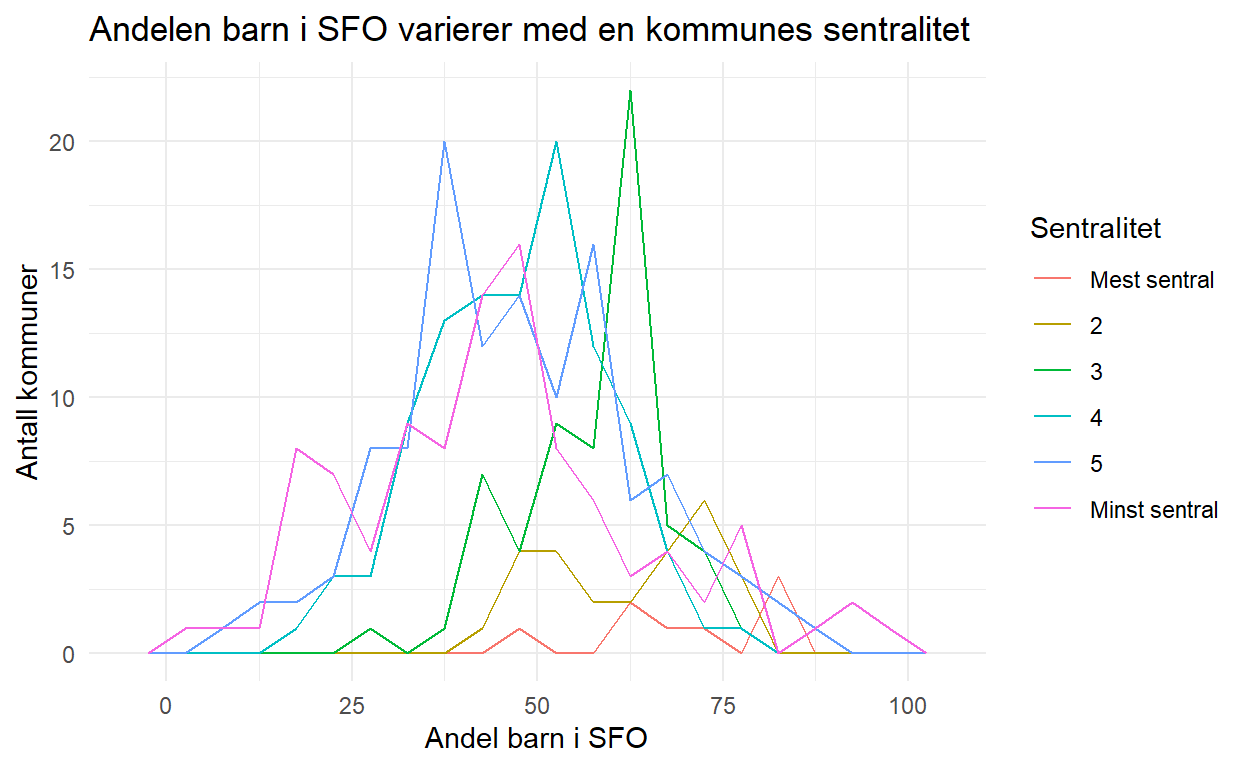 Andelen barn i SFO varierer med en kommunes sentralitet
Antall kommuner
20
15
10
5
0
0 25 50 75 100
Andel barn i SFO
Sentralitet
Mest sentral
2
3
4
5
Minst sentral